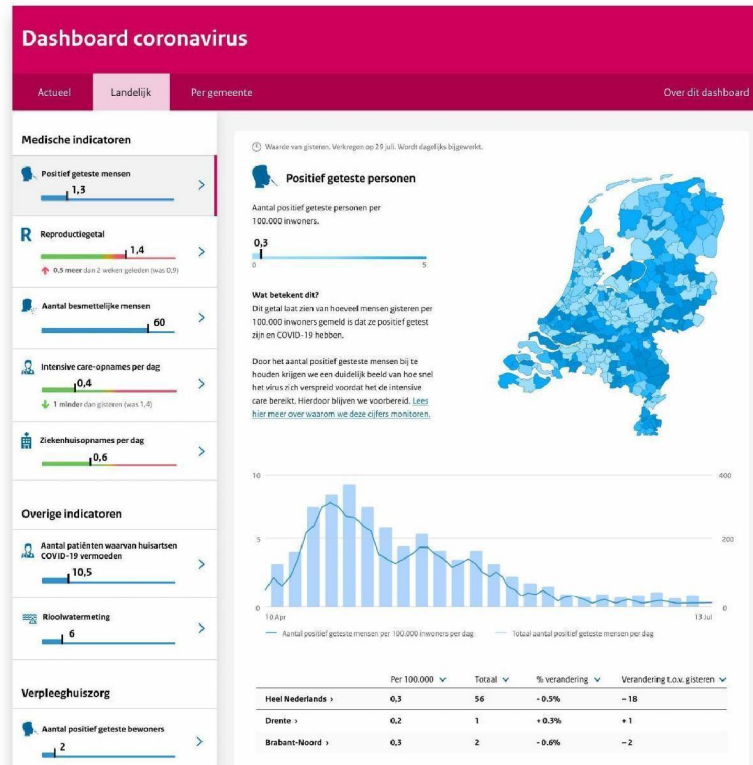 Dashboard coronavirus
Actueel
Landelijk
Per gemeente
Over dit dashboard
Medische indicatoren
Positief geteste mensen
1,3
R Reproductiegetal
1,4
0,5 meer dan 2 weken geleden (was 0,9)
Aantal besmettelijke mensen
60
Intensive care-opnames per dag
0,4
1 minder dan gisteren (was 1,4)
Ziekenhuisopnames per dag
0,6
Overige indicatoren
Aantal patiënten waarvan huisartsen
COVID-19 vermoeden
10,5
Rioolwatermeting
6
Verpleeghuiszorg
Aantal positief geteste bewoners
2
Waarde van gisteren. Verkregen op 29 juli. Wordt dagelijks bijgewerkt.
Positief geteste personen
Aantal positief geteste personen per
100.000 inwoners.
0,3
0 5
Wat betekent dit?
Dit getal laat zien van hoeveel mensen gisteren per
100.000 inwoners gemeld is dat ze positief getest
zijn en COVID-19 hebben.
Door het aantal positief gesteste mensen bij te
houden krijgen we een duidelijk beeld van hoe snel
het virus zich verspreid voordat het de intensive
care bereikt. Hierdoor blijven we voorbereid. Lees
hier meer over waarom we deze cijfers monitoren.
10 400
5 200
0 0
10 Apr 13 Jul
Aantal positief geteste mensen per 100.000 inwoners per dag
Totaal aantal positief geteste mensen per dag
Per 100.000 Totaal % verandering Verandering t.o.v. gisteren
Heel Nederlands › 0,3 56 - 0.5% – 18
Drente › 0,2 1 + 0.3% + 1
Brabant-Noord › 0,3 2 - 0.6% – 2